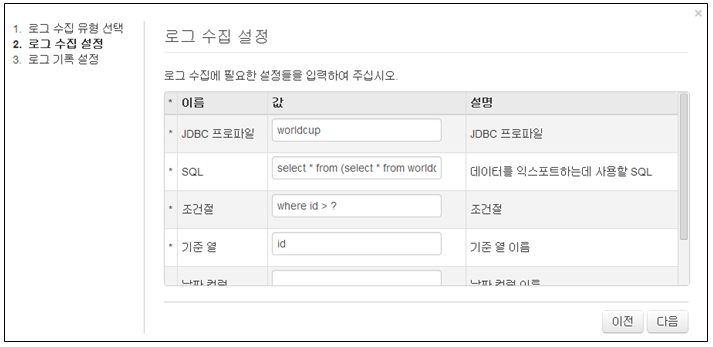 ×
1. 로그 수집 유형 선택
2. 로그 수집 설정
3. 로그 기록 설정
로그 수집 설정
로그 수집에 필요한 설정들을 입력하여 주십시오.
* 이름 값 설명
* JDBC 프로파일 worldcup JDBC 프로파일
* SQL select * from (select * from worldc 데이터를 익스포트하는데 사용할 SQL
* 조건절 where id > ? 조건절
* 기준 열 id 기준 열 이름
날짜 컬럼 날짜 컬럼 이름
이전 다음